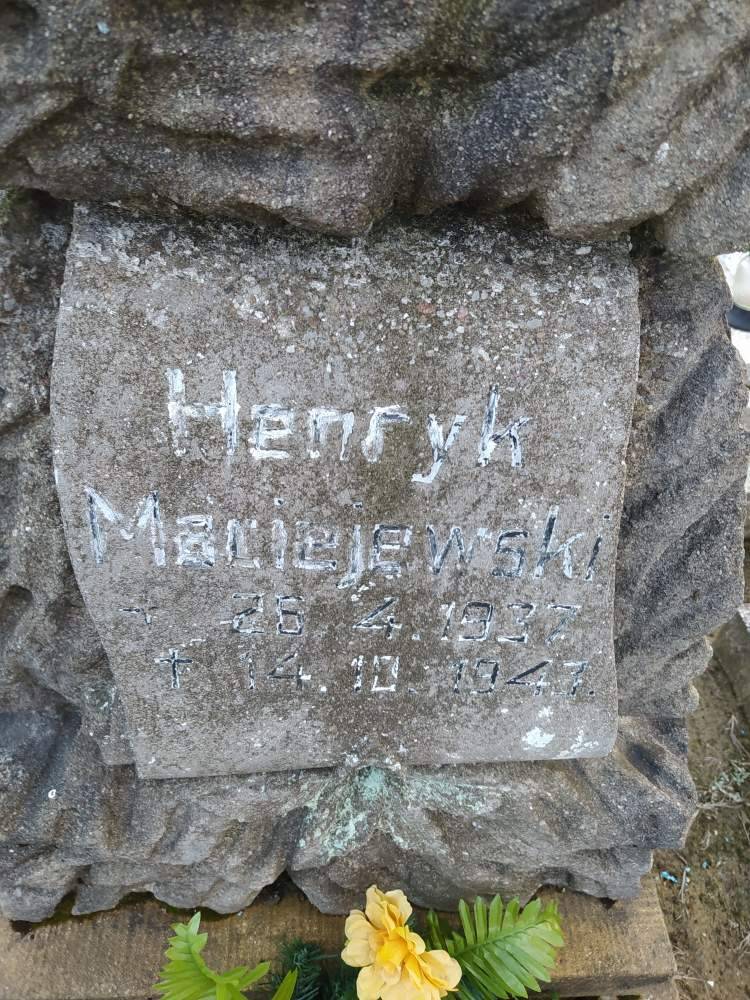 Henryk
Maciejewski
+ 26 4.1937
+ 14.10.1947.